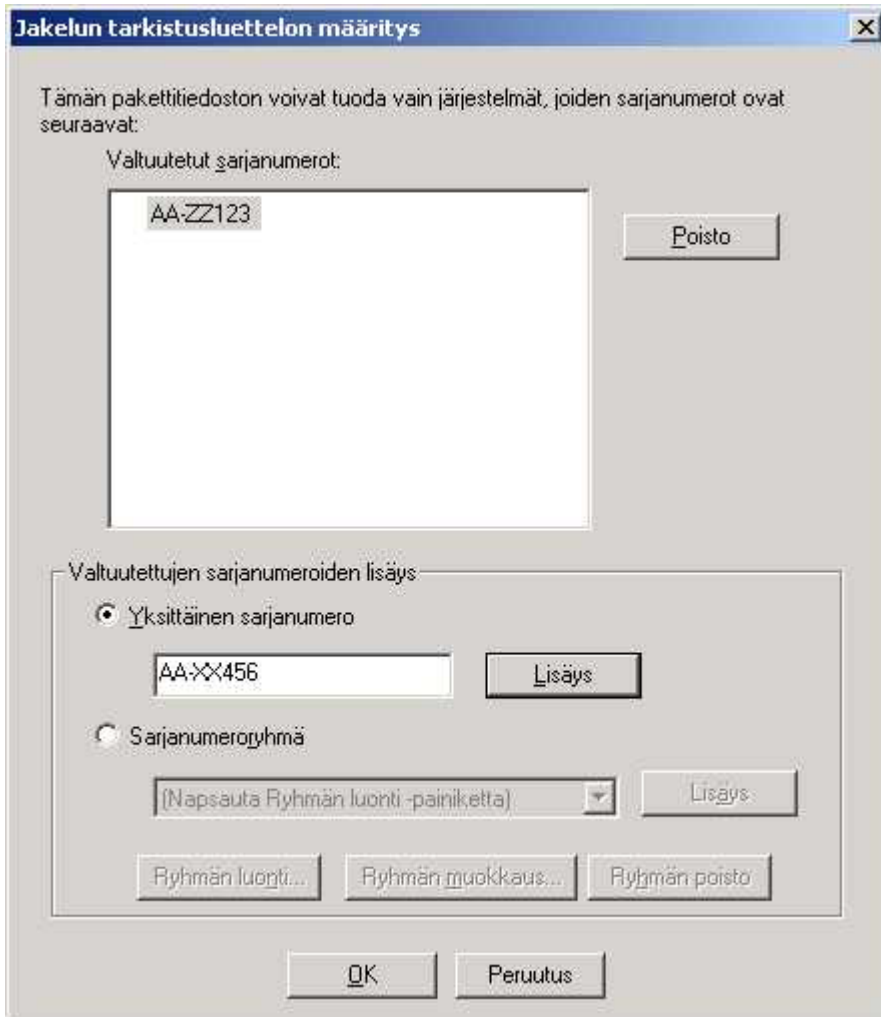 Jakelun tarkistusluettelon määritys
Tämän pakettitiedoston voivat tuoda vain järjestelmät, joiden sarjanumerot ovat
seuraavat:
Valtuutetut sarjanumerot:
AA-ZZ123
Poisto
Valtuutettujen sarjanumeroiden lisäys
Yksittäinen sarjanumero
AA-XX456
Lisäys
Sarjanumeroryhmä
(Napsauta Ryhmän luonti -painiketta)
Lisäys
Ryhmän luonti...
Ryhmän muokkaus...
Ryhmän poisto
OK
Peruutus